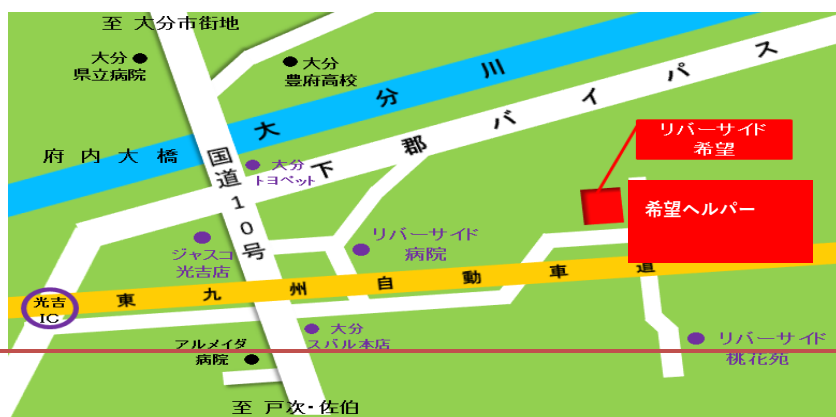 至 大分市街地
大分
県立病院
大分
豊府高校
大分川
下郡バイパス
府内大橋
国道10号
大分
トヨペット
リバーサイド
希望
希望ヘルパー
ジャスコ
光吉店
リバーサイド
病院
光吉
IC
東九州自動車道
大分
スバル本店
アルメイダ
病院
リバーサイド
桃花苑
至 戸次・佐伯